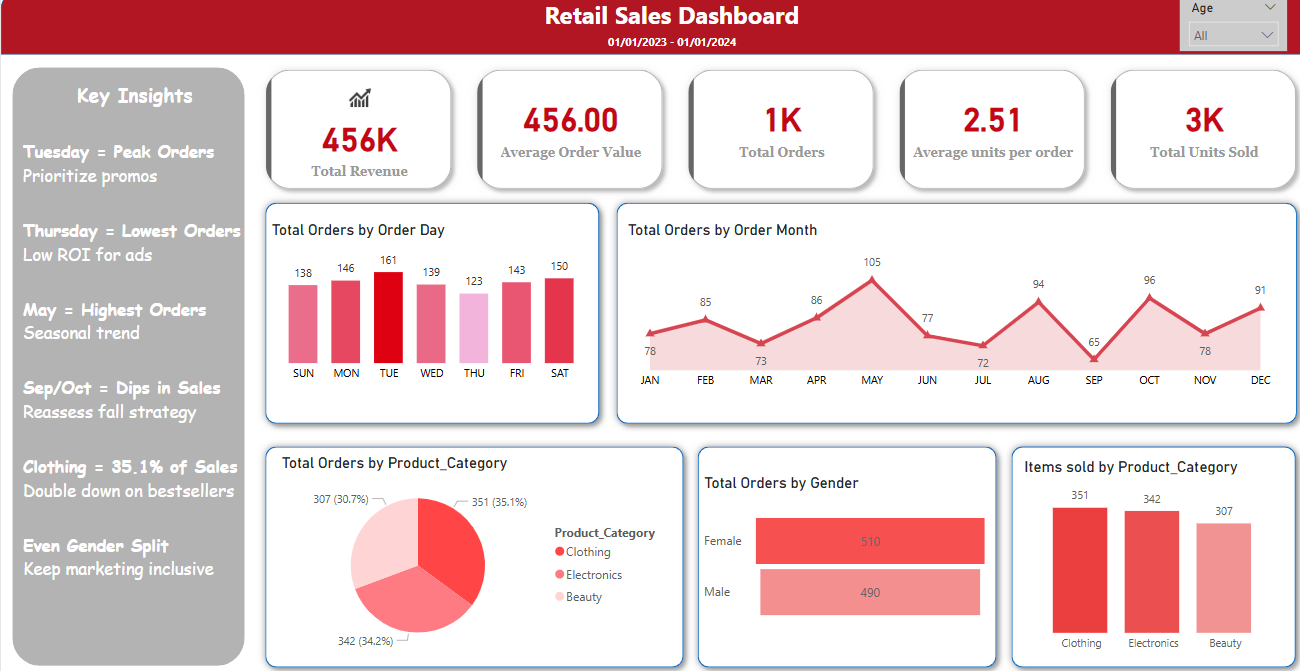 Retail Sales Dashboard
01/01/2023 - 01/01/2024
Age
All
Key Insights
Tuesday = Peak Orders
Prioritize promos
Thursday = Lowest Orders
Low ROI for ads
May = Highest Orders
Seasonal trend
Sep/Oct = Dips in Sales
Reassess fall strategy
Clothing = 35.1% of Sales
Double down on bestsellers
Even Gender Split
Keep marketing inclusive
456K
Total Revenue
456.00
Average Order Value
1K
Total Orders
2.51
Average units per order
3K
Total Units Sold
Total Orders by Order Day
138 146 161 139 123 143 150
SUN MON TUE WED THU FRI SAT
Total Orders by Order Month
78 85 73 86 105 77 72 94 65 96 78 91
JAN FEB MAR APR MAY JUN JUL AUG SEP OCT NOV DEC
Total Orders by Product_Category
307 (30.7%)
351 (35.1%)
342 (34.2%)
Product_Category
Clothing
Electronics
Beauty
Total Orders by Gender
Female 510
Male 490
Items sold by Product_Category
351 342 307
Clothing Electronics Beauty